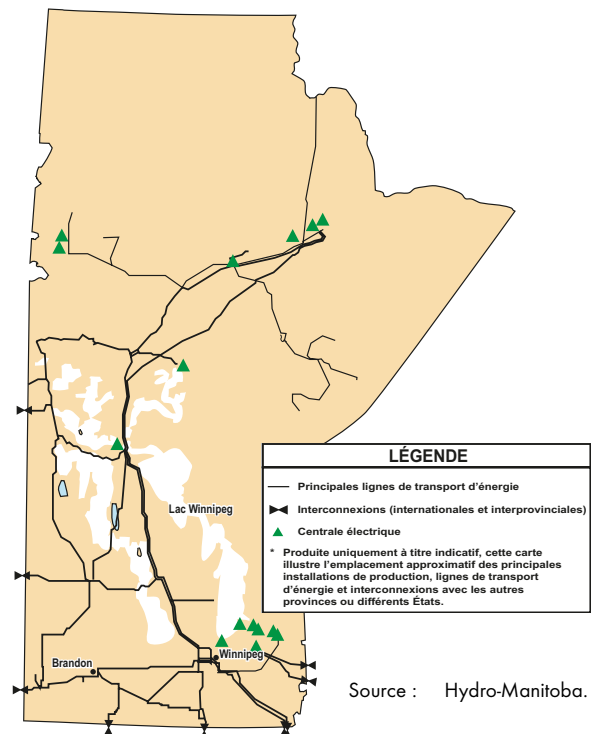 Lac Winnipeg
Brandon
Winnipeg
LÉGENDE
Principales lignes de transport d'énergie
Interconnexions (internationales et interprovinciales)
Centrale électrique
* Produite uniquement à titre indicatif, cette carte
illustre l'emplacement approximatif des principales
installations de production, lignes de transport
d'énergie et interconnexions avec les autres
provinces ou différents États.
Source : Hydro-Manitoba.